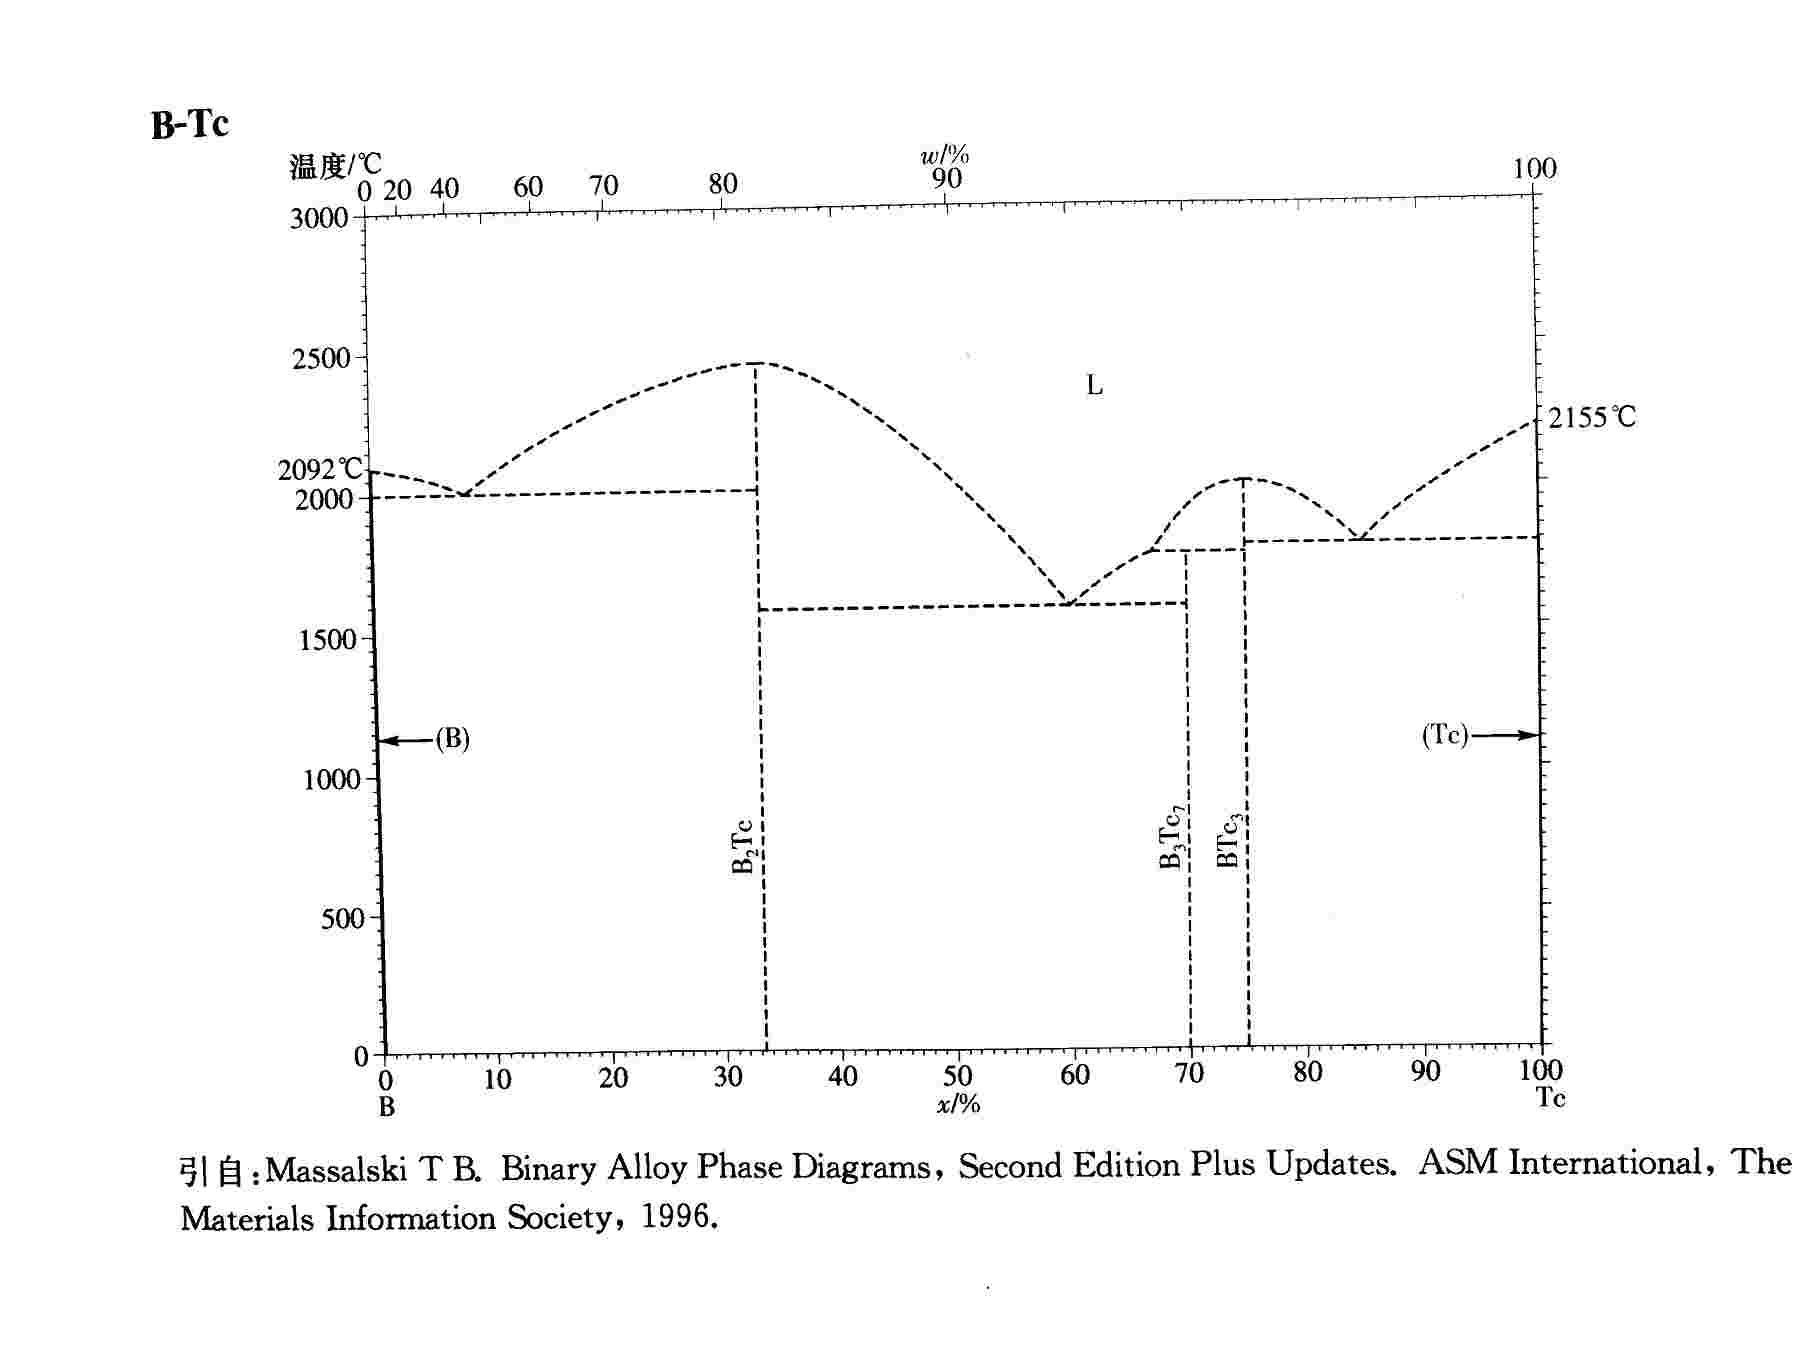 B-Tc
温度/℃
w/%
0 20 40 60 70 80 90 100
3000
2500
L
2155℃
2092℃
2000
1500
(B)
(Tc)
1000
B₂Tc
B₃Tc₇
BTc₃
500
0
0 10 20 30 40 50 60 70 80 90 100
B x/% Tc
引自:Massalski T B. Binary Alloy Phase Diagrams, Second Edition Plus Updates. ASM International, The
Materials Information Society, 1996.